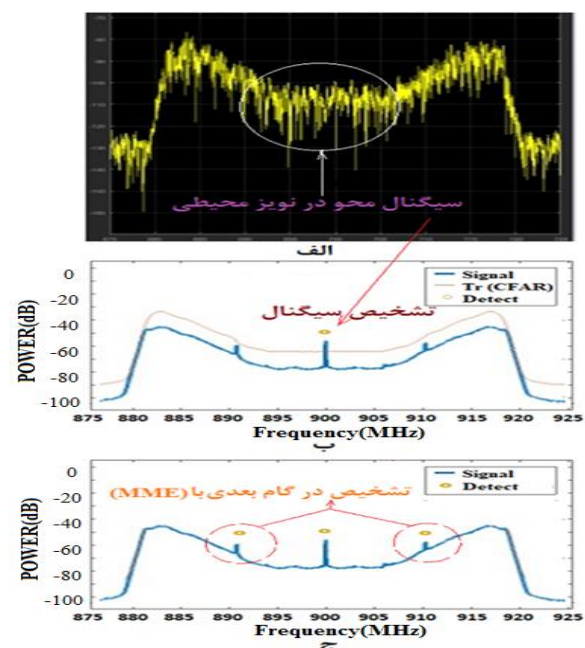 سیگنال محو در نویز محیطی
الف
0
-20
-40
-60
-80
-100
POWER(dB)
Signal
Tr (CFAR)
Detect
تشخیص سیگنال
875 880 885 890 895 900 905 910 915 920 925
Frequency(MHz)
ب
0
-20
-40
-60
-80
-100
POWER(dB)
Signal
Detect
تشخیص در گام بعدی با (MME)
875 880 885 890 895 900 905 910 915 920 925
Frequency(MHz)
ج